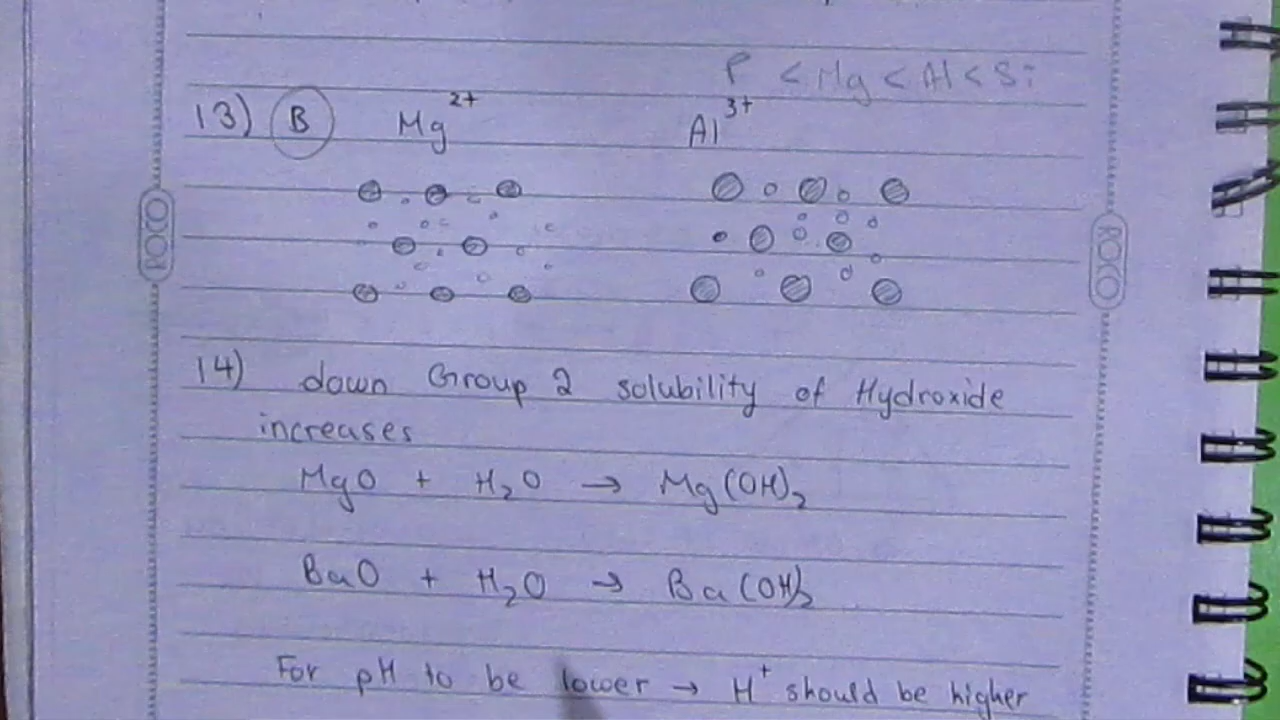 P < Mg < Al < Si
13) B Mg²⁺ Al³⁺
14) down Group 2 solubility of Hydroxide
increases
MgO + H₂O → Mg(OH)₂
BaO + H₂O → Ba(OH)₂
For pH to be lower → H⁺ should be higher